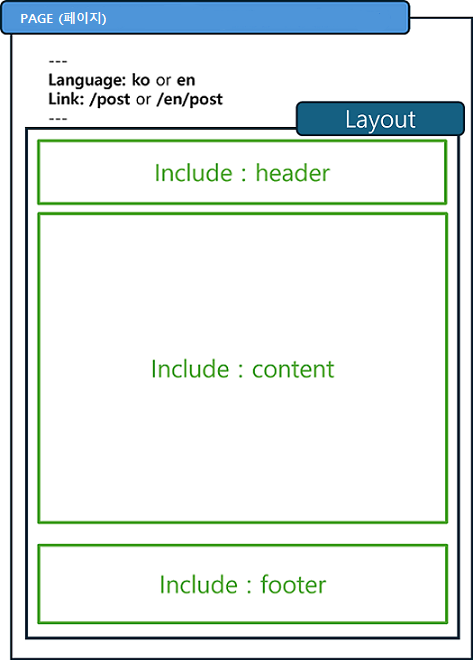 PAGE (페이지)
---
Language: ko or en
Link: /post or /en/post
---
Layout
Include : header
Include : content
Include : footer